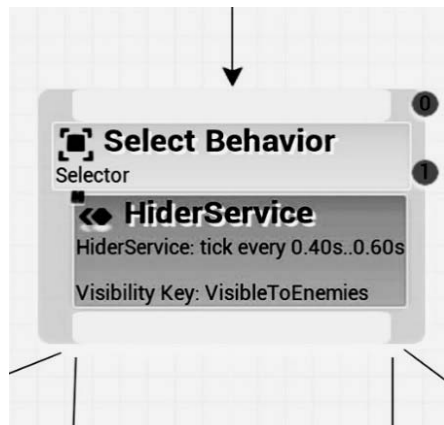 0
Select Behavior
Selector
1
HiderService
HiderService: tick every 0.40s..0.60s
Visibility Key: VisibleToEnemies